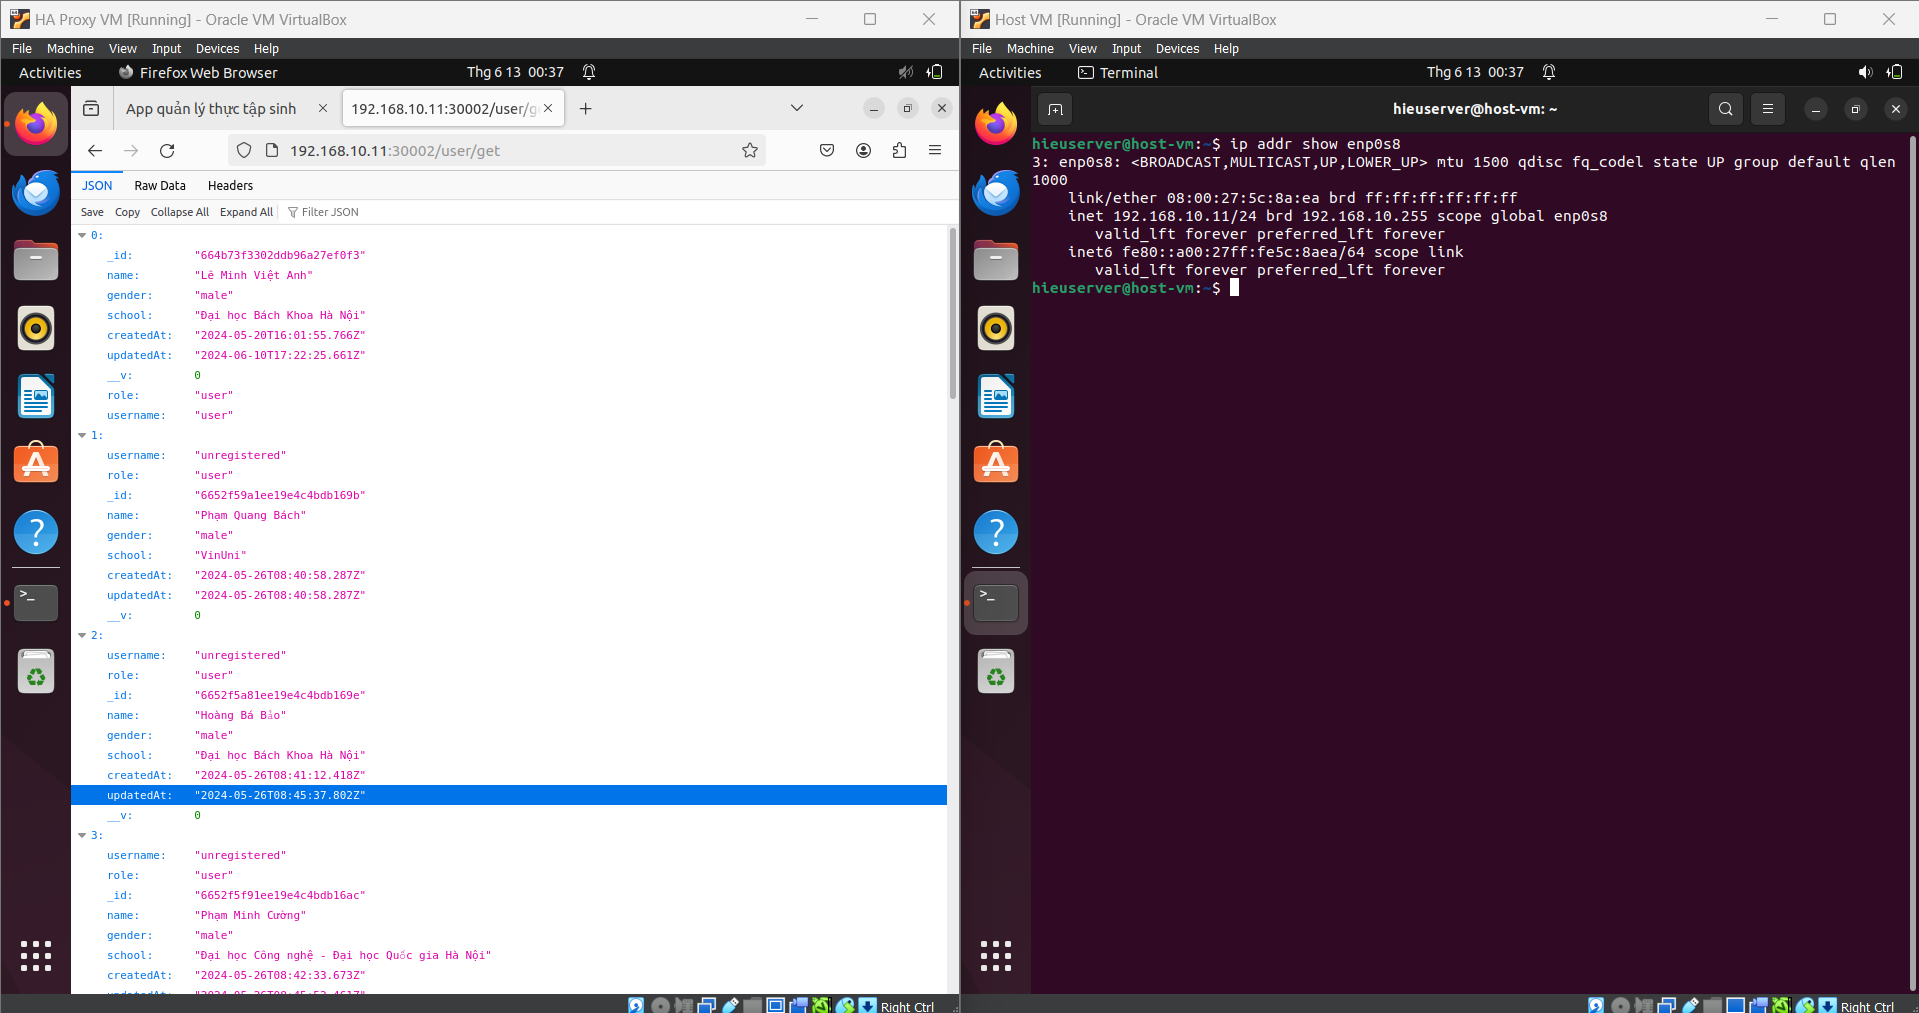 HA Proxy VM [Running] - Oracle VM VirtualBox
File Machine View Input Devices Help
Activities Firefox Web Browser Thg 6 13 00:37
App quản lý thực tập sinh 192.168.10.11:30002/user/g
192.168.10.11:30002/user/get
JSON Raw Data Headers
Save Copy Collapse All Expand All Filter JSON
0:
_id: "664b73f3302ddb96a27ef0f3"
name: "Lê Minh Việt Anh"
gender: "male"
school: "Đại học Bách Khoa Hà Nội"
createdAt: "2024-05-20T16:01:55.766Z"
updatedAt: "2024-06-10T17:22:25.661Z"
__v: 0
role: "user"
username: "user"
1:
username: "unregistered"
role: "user"
_id: "6652f59a1ee19e4c4bdb169b"
name: "Phạm Quang Bách"
gender: "male"
school: "VinUni"
createdAt: "2024-05-26T08:40:58.287Z"
updatedAt: "2024-05-26T08:40:58.287Z"
__v: 0
2:
username: "unregistered"
role: "user"
_id: "6652f5a81ee19e4c4bdb169e"
name: "Hoàng Bá Bảo"
gender: "male"
school: "Đại học Bách Khoa Hà Nội"
createdAt: "2024-05-26T08:41:12.418Z"
updatedAt: "2024-05-26T08:45:37.802Z"
__v: 0
3:
username: "unregistered"
role: "user"
_id: "6652f5f91ee19e4c4bdb16ac"
name: "Phạm Minh Cường"
gender: "male"
school: "Đại học Công nghệ - Đại học Quốc gia Hà Nội"
createdAt: "2024-05-26T08:42:33.673Z"
Right Ctrl
Host VM [Running] - Oracle VM VirtualBox
File Machine View Input Devices Help
Activities Terminal Thg 6 13 00:37
hieuserver@host-vm: ~
hieuserver@host-vm:~$ ip addr show enp0s8
3: enp0s8: <BROADCAST,MULTICAST,UP,LOWER_UP> mtu 1500 qdisc fq_codel state UP group default qlen
1000
link/ether 08:00:27:5c:8a:ea brd ff:ff:ff:ff:ff:ff
inet 192.168.10.11/24 brd 192.168.10.255 scope global enp0s8
valid_lft forever preferred_lft forever
inet6 fe80::a00:27ff:fe5c:8aea/64 scope link
valid_lft forever preferred_lft forever
hieuserver@host-vm:~$
Right Ctrl